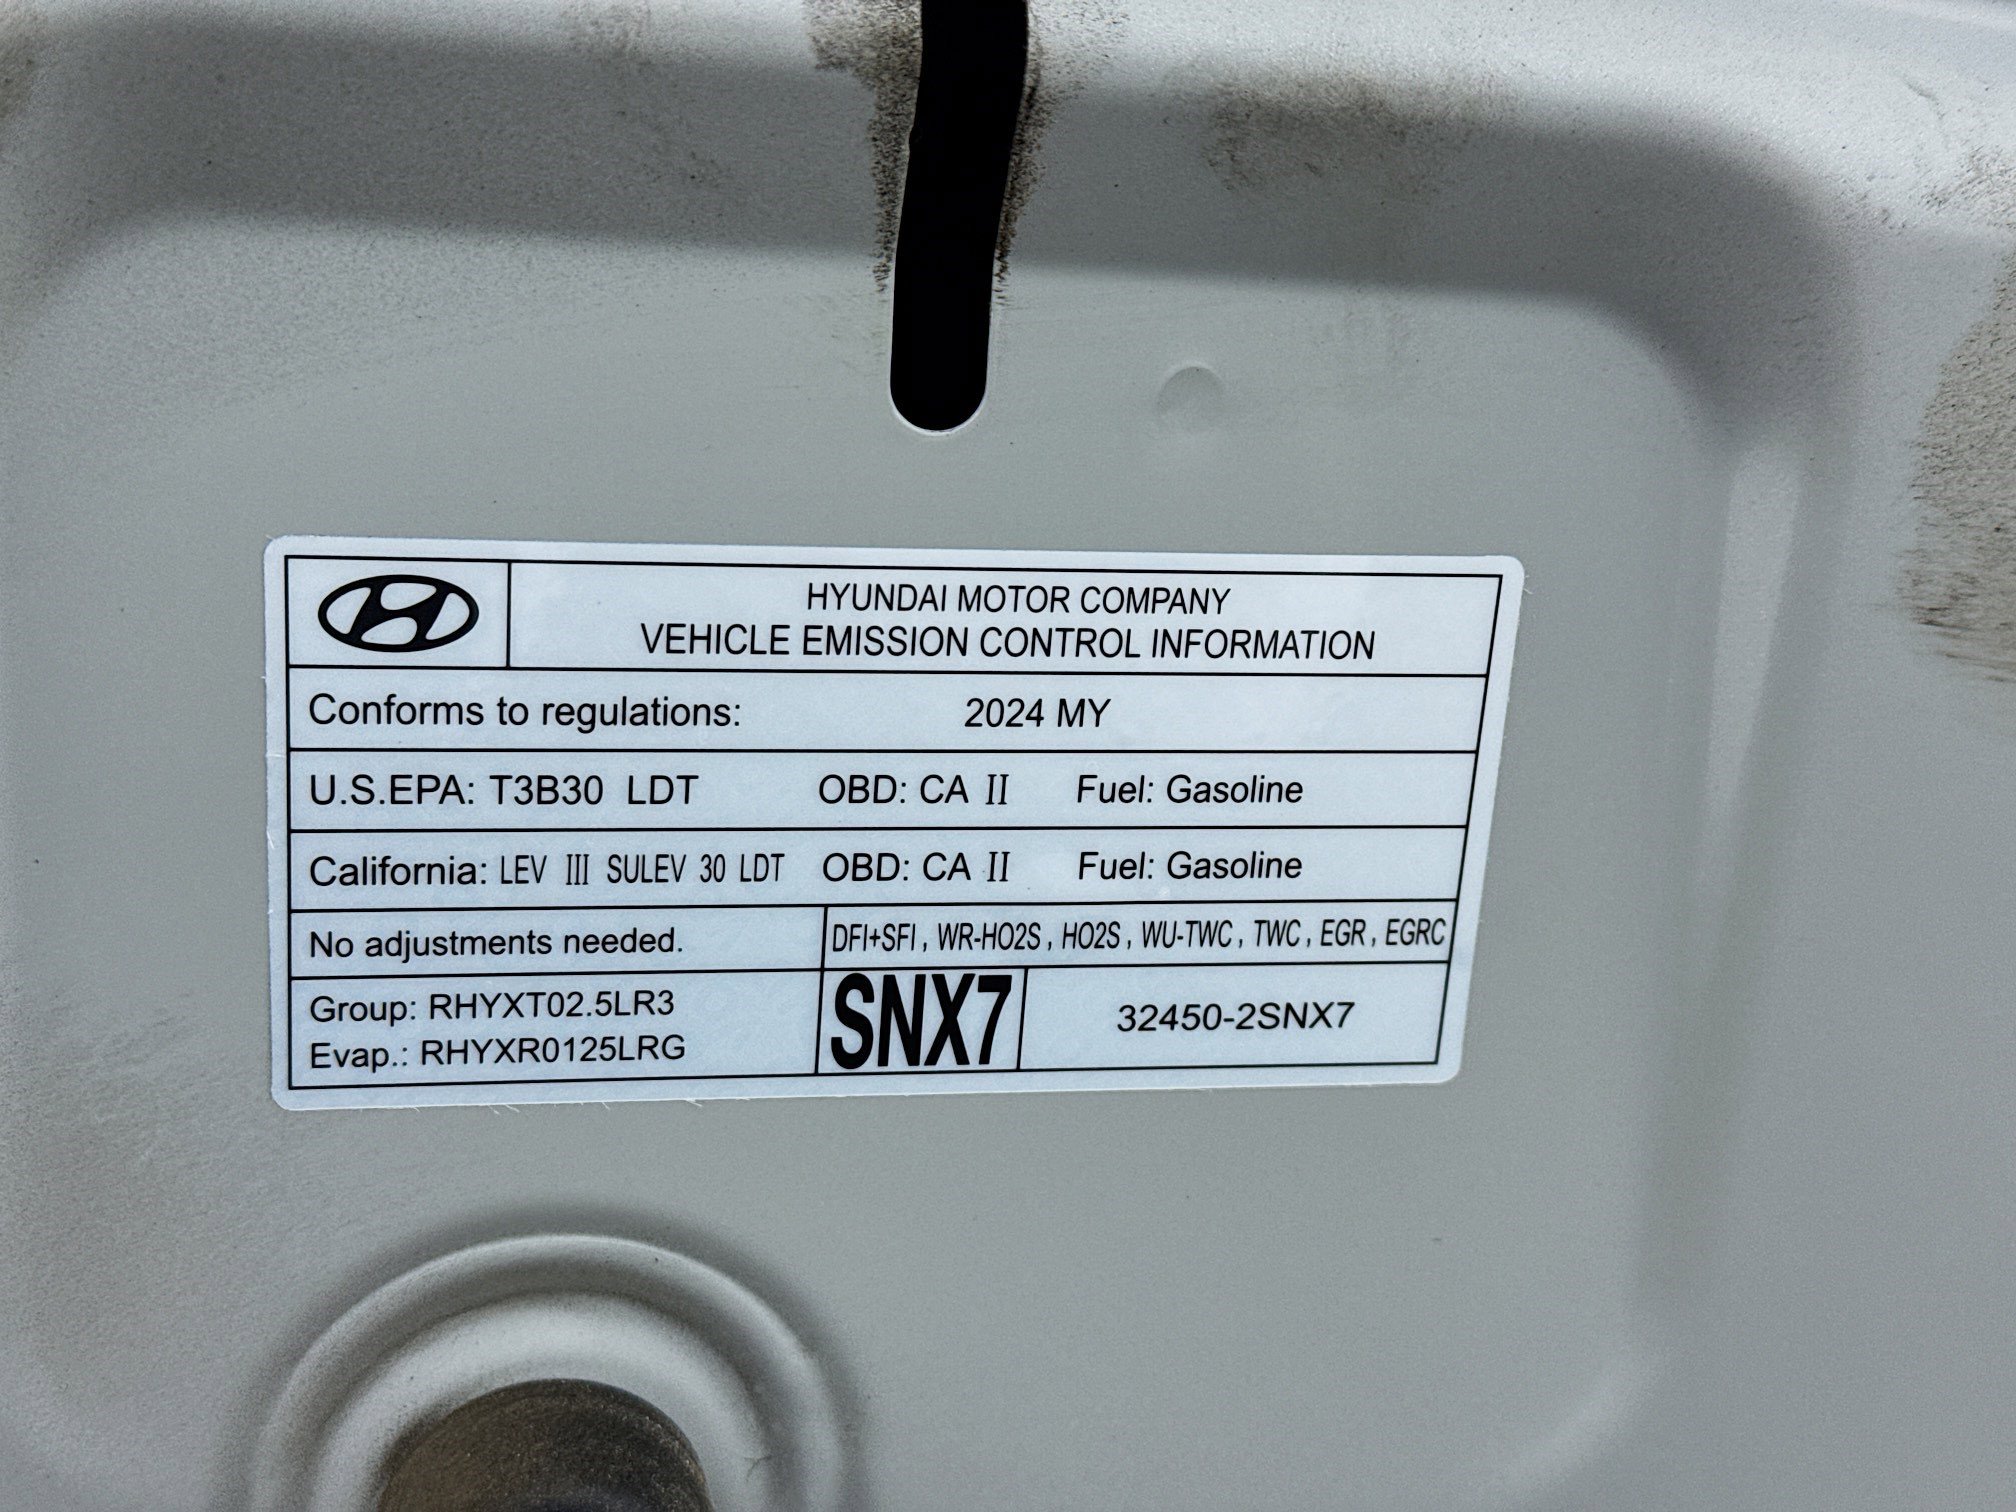 HYUNDAI MOTOR COMPANY
VEHICLE EMISSION CONTROL INFORMATION
Conforms to regulations: 2024 MY
U.S.EPA: T3B30 LDT OBD: CA II Fuel: Gasoline
California: LEV III SULEV 30 LDT OBD: CA II Fuel: Gasoline
No adjustments needed. DFI+SFI , WR-HO2S , HO2S , WU-TWC , TWC , EGR , EGRC
Group: RHYXT02.5LR3
Evap.: RHYXR0125LRG
SNX7
32450-2SNX7